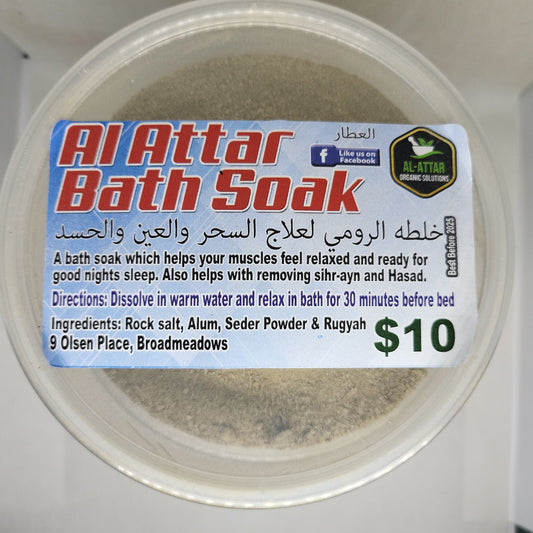 Al Attar
العطار
Like us on
Facebook
AL-ATTAR
ORGANIC SOLUTIONS
Bath Soak
خلطه الرومي لعلاج السحر والعين والحسد
Best Before 2025
A bath soak which helps your muscles feel relaxed and ready for
good nights sleep. Also helps with removing sihr-ayn and Hasad.
Directions: Dissolve in warm water and relax in bath for 30 minutes before bed
Ingredients: Rock salt, Alum, Seder Powder & Rugyah
9 Olsen Place, Broadmeadows
$10